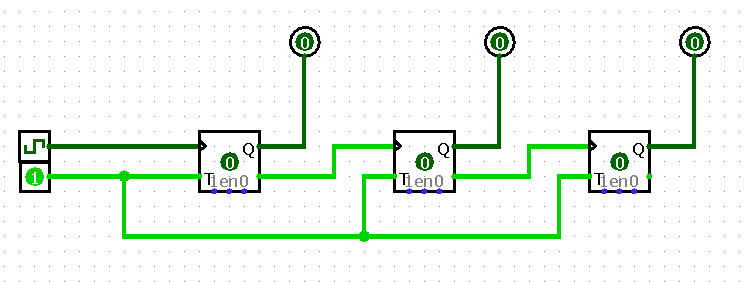 0 0 0
Q Q Q
0 0 0
1 T T T
1en0 1en0 1en0